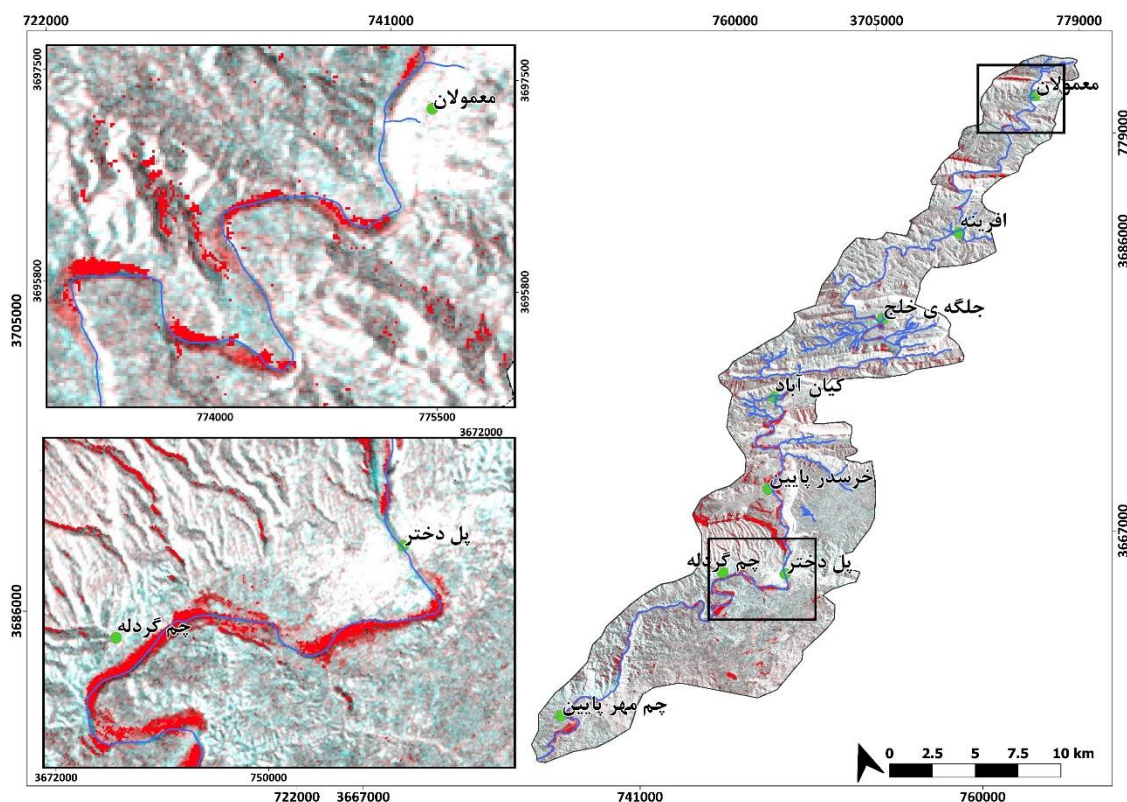 722000
741000
760000
3705000
779000
3697500
3697500
معمولان
معمولان
779000
افرینه
3686000
جلگه ی خلج
3695800
3695800
3705000
774000
775500
کیان آباد
3672000
خرسدر پایین
3667000
پل دختر
چم گردله
پل دختر
3686000
چم گردله
چم مهر پایین
0 2.5 5 7.5 10 km
3672000
750000
722000
3667000
741000
760000